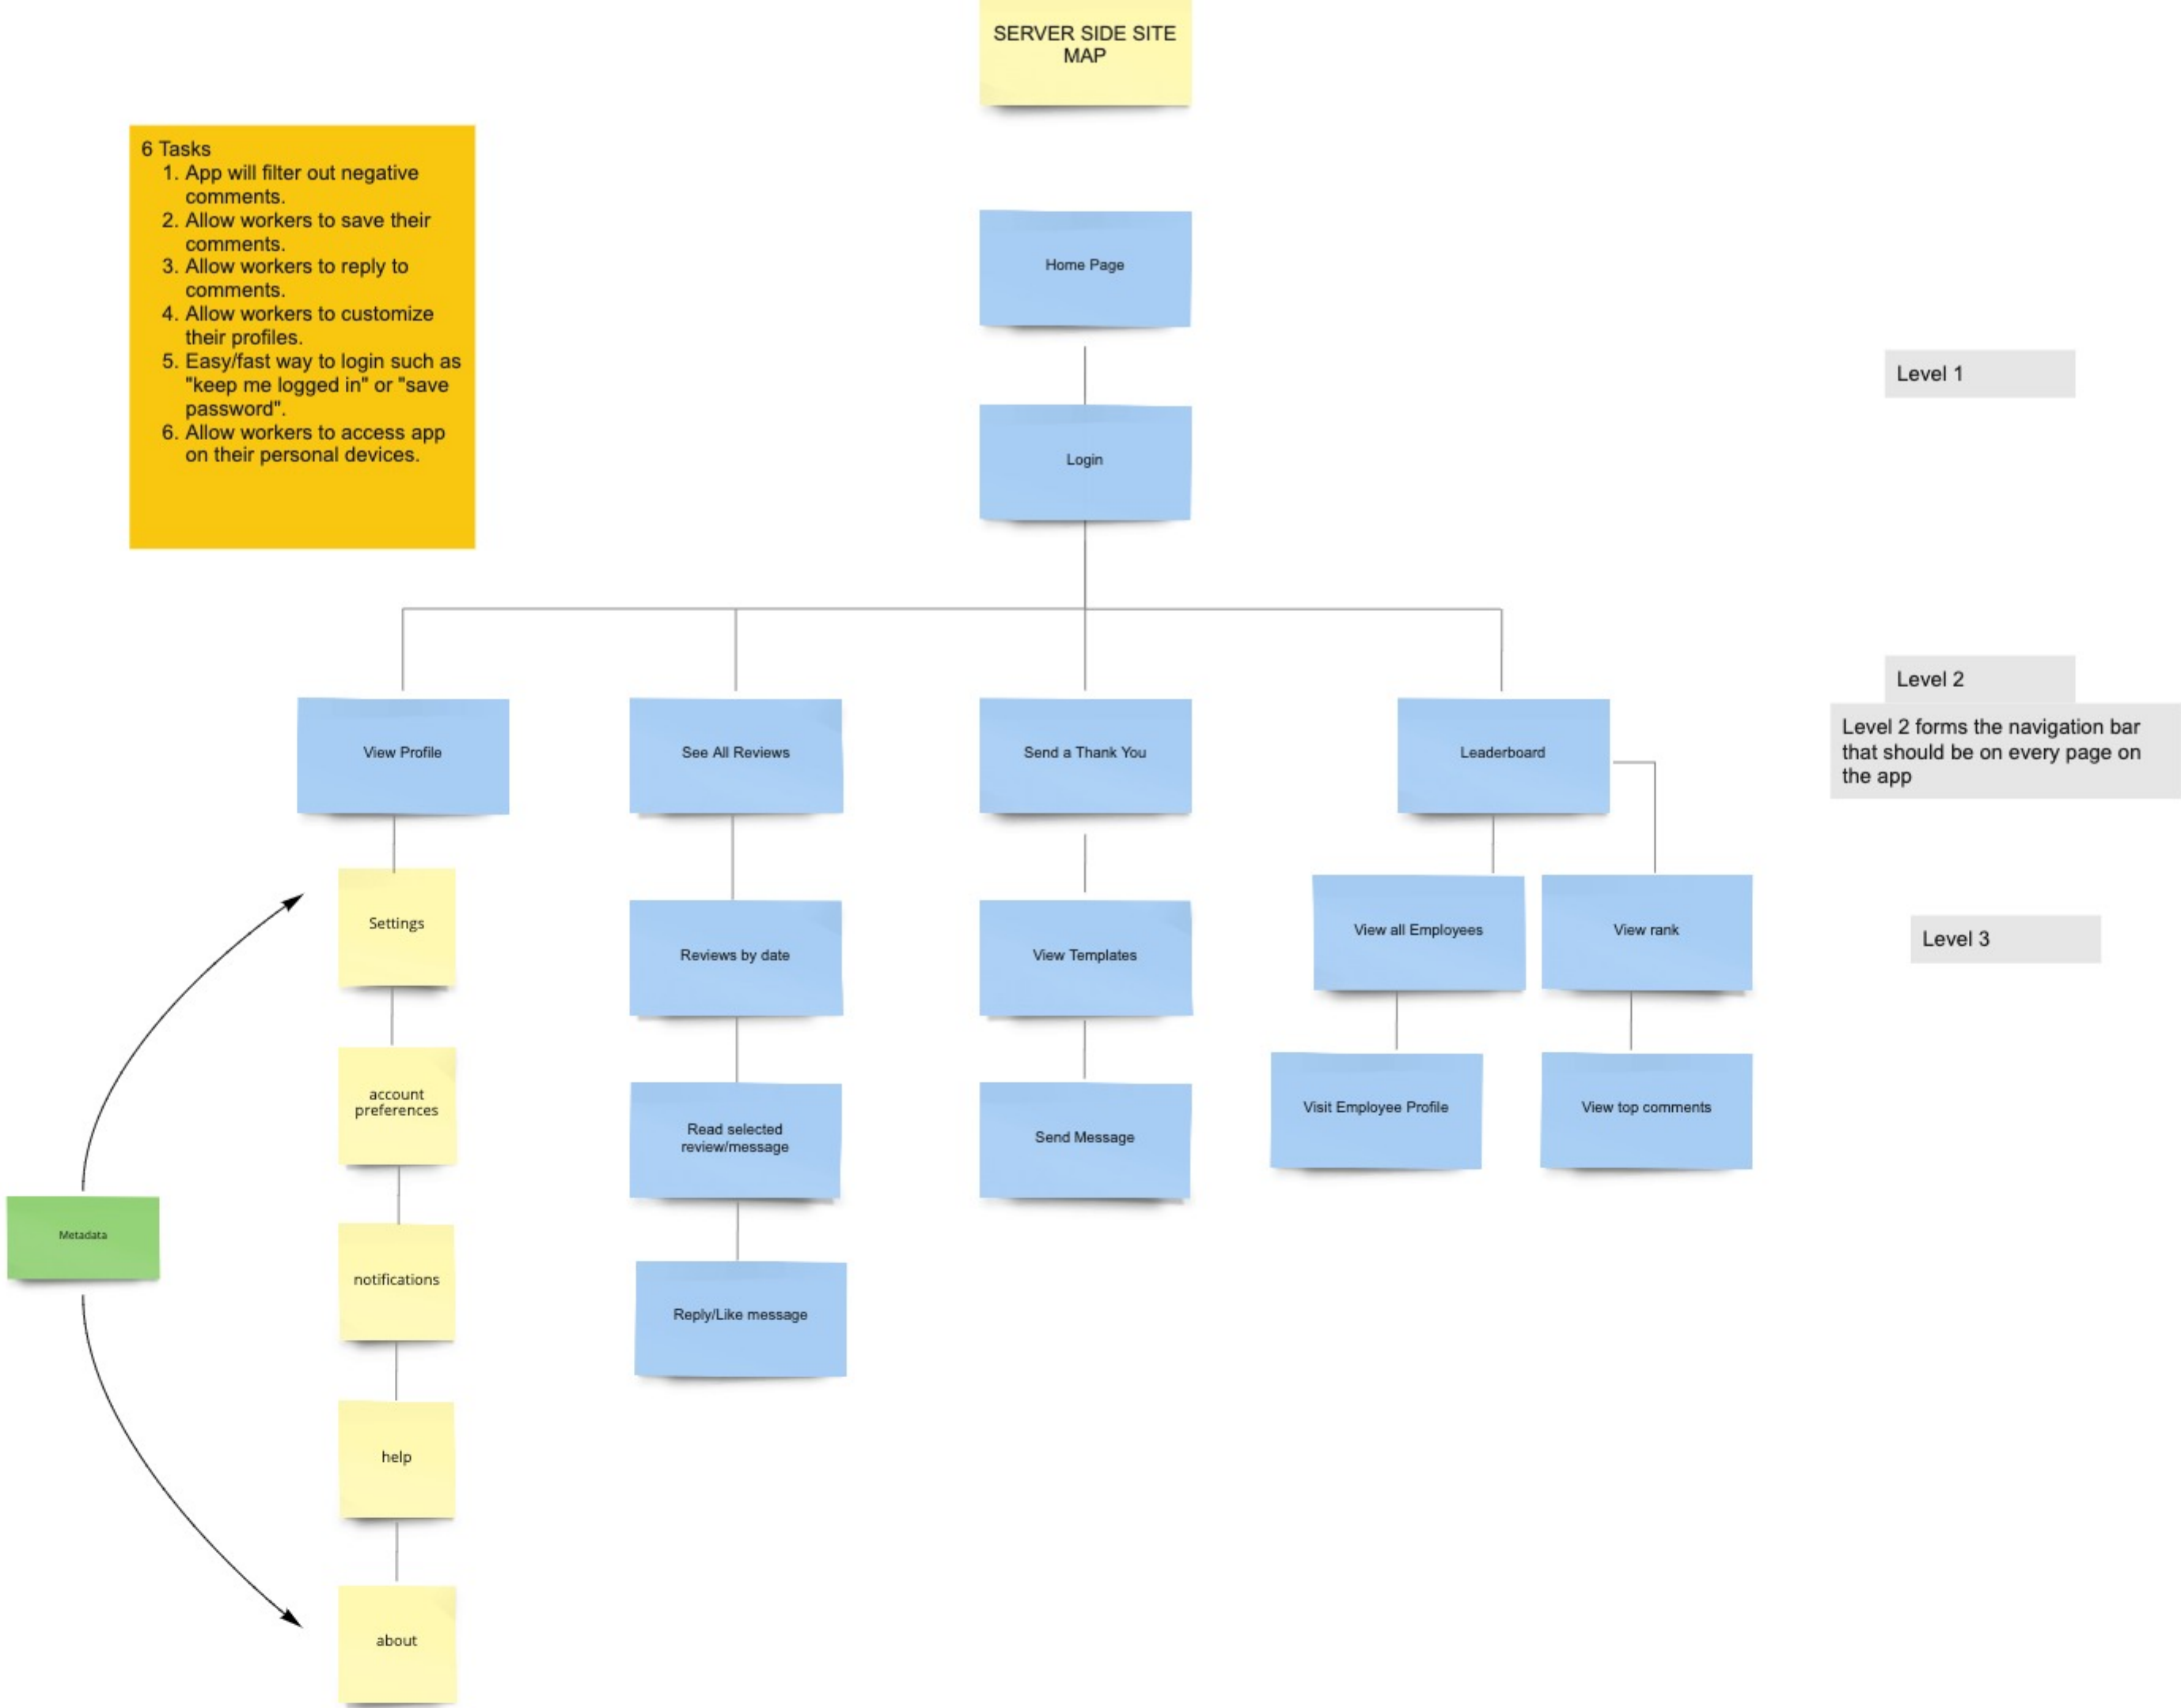 SERVER SIDE SITE
MAP
6 Tasks
1. App will filter out negative
comments.
2. Allow workers to save their
comments.
3. Allow workers to reply to
comments.
4. Allow workers to customize
their profiles.
5. Easy/fast way to login such as
"keep me logged in" or "save
password".
6. Allow workers to access app
on their personal devices.
Home Page
Level 1
Login
Level 2
Level 2 forms the navigation bar
that should be on every page on
the app
View Profile
See All Reviews
Send a Thank You
Leaderboard
Settings
Reviews by date
View Templates
View all Employees
View rank
Level 3
account
preferences
Read selected
review/message
Send Message
Visit Employee Profile
View top comments
Metadata
notifications
Reply/Like message
help
about